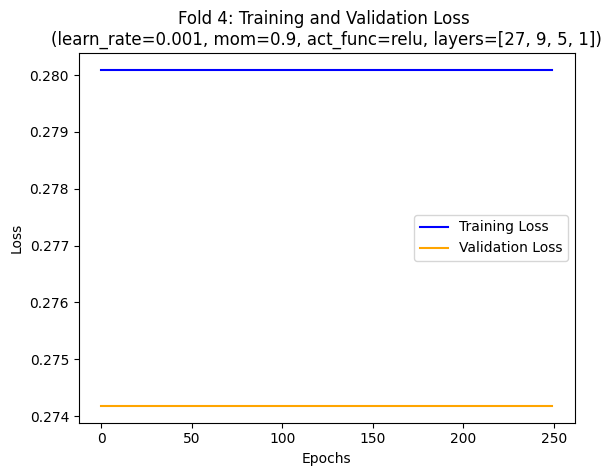 Fold 4: Training and Validation Loss
(learn_rate=0.001, mom=0.9, act_func=relu, layers=[27, 9, 5, 1])
Loss
0.280
0.279
0.278
0.277
0.276
0.275
0.274
Training Loss
Validation Loss
0 50 100 150 200 250
Epochs